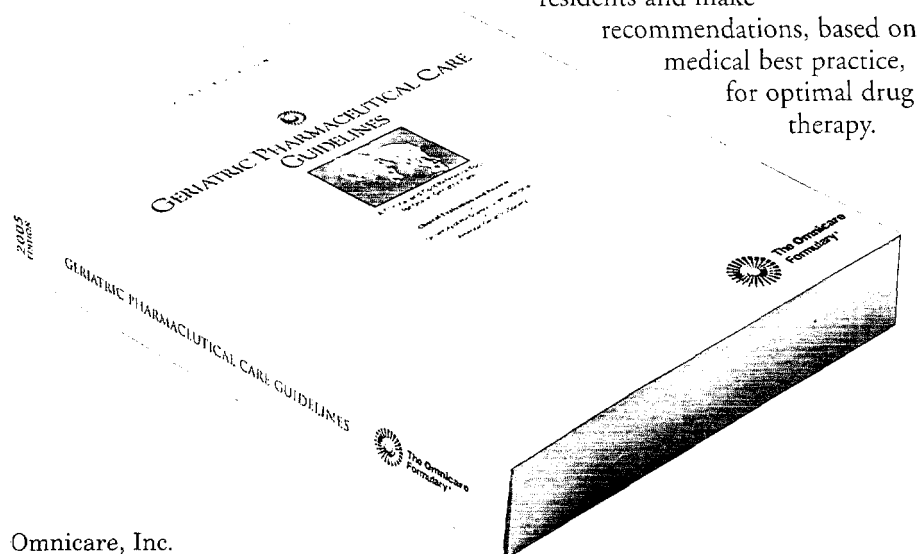 residents and make
recommendations, based on
medical best practice,
for optimal drug
therapy.
GERIATRIC PHARMACEUTICAL CARE
GUIDELINES
The Omnicare
Formulary
2005
EDITION
GERIATRIC PHARMACEUTICAL CARE GUIDELINES
The Omnicare
Formulary
Omnicare, Inc.